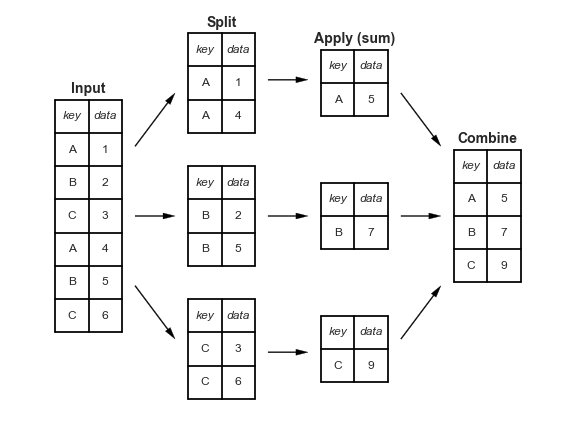 Input
key data
A 1
B 2
C 3
A 4
B 5
C 6
Split
key data
A 1
A 4
key data
B 2
B 5
key data
C 3
C 6
Apply (sum)
key data
A 5
key data
B 7
key data
C 9
Combine
key data
A 5
B 7
C 9